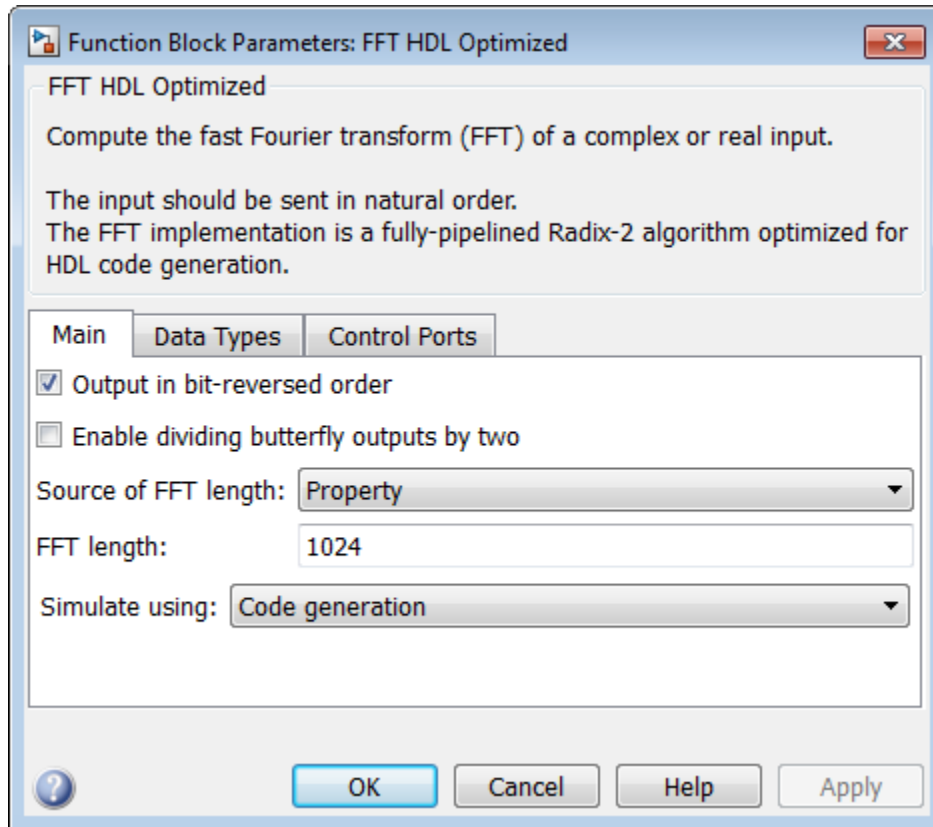 Function Block Parameters: FFT HDL Optimized
FFT HDL Optimized
Compute the fast Fourier transform (FFT) of a complex or real input.
The input should be sent in natural order.
The FFT implementation is a fully-pipelined Radix-2 algorithm optimized for
HDL code generation.
Main Data Types Control Ports
Output in bit-reversed order
Enable dividing butterfly outputs by two
Source of FFT length: Property
FFT length: 1024
Simulate using: Code generation
? OK Cancel Help Apply